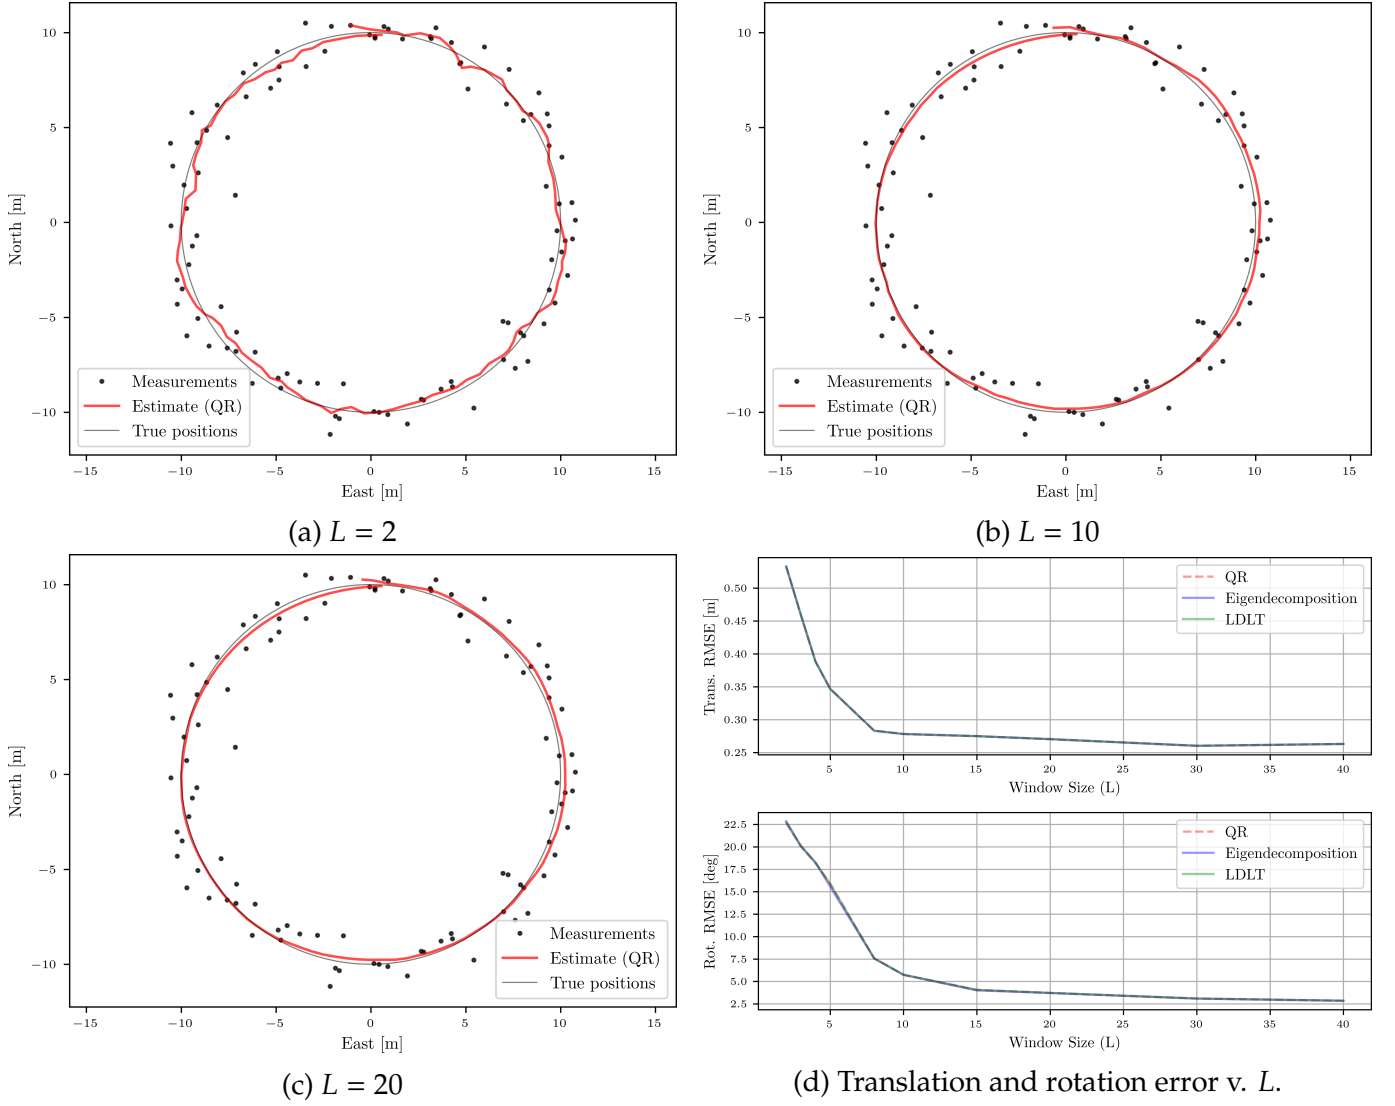 10
5
0
−5
−10
North [m]
Measurements
Estimate (QR)
True positions
−15 −10 −5 0 5 10 15
East [m]
(a) L = 2
10
5
0
−5
−10
North [m]
Measurements
Estimate (QR)
True positions
−15 −10 −5 0 5 10 15
East [m]
(b) L = 10
10
5
0
−5
−10
North [m]
Measurements
Estimate (QR)
True positions
−15 −10 −5 0 5 10 15
East [m]
(c) L = 20
0.50
0.45
0.40
0.35
0.30
0.25
Trans. RMSE [m]
QR
Eigendecomposition
LDLT
5 10 15 20 25 30 35 40
Window Size (L)
22.5
20.0
17.5
15.0
12.5
10.0
7.5
5.0
2.5
Rot. RMSE [deg]
QR
Eigendecomposition
LDLT
5 10 15 20 25 30 35 40
Window Size (L)
(d) Translation and rotation error v. L.